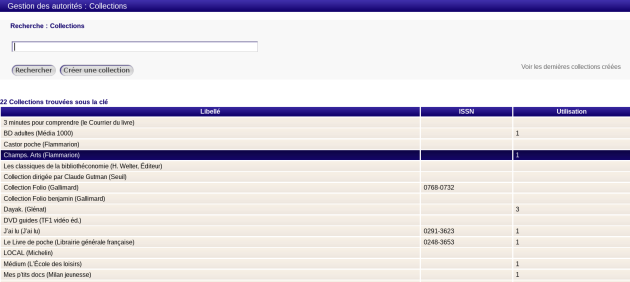 Gestion des autorités : Collections
Recherche : Collections
Rechercher Créer une collection
Voir les dernières collections créées
22 Collections trouvées sous la clé
Libellé ISSN Utilisation
3 minutes pour comprendre (le Courrier du livre)
BD adultes (Média 1000) 1
Castor poche (Flammarion)
Champs. Arts (Flammarion) 1
Les classiques de la bibliothéconomie (H. Welter, Éditeur)
Collection dirigée par Claude Gutman (Seuil)
Collection Folio (Gallimard) 0768-0732
Collection Folio benjamin (Gallimard)
Dayak. (Glénat) 3
DVD guides (TF1 vidéo éd.)
J'ai lu (J'ai lu) 0291-3623 1
Le Livre de poche (Librairie générale française) 0248-3653 1
LOCAL (Michelin)
Médium (L'École des loisirs) 1
Mes p'tits docs (Milan jeunesse) 1